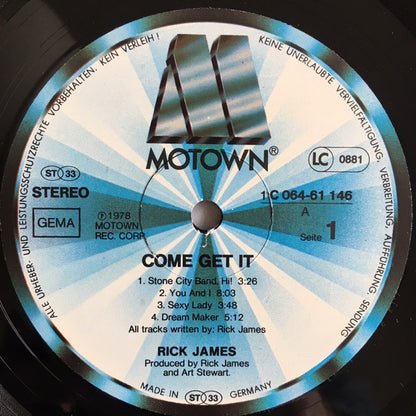 ALLE URHEBER- UND LEISTUNGSSCHUTZRECHTE VORBEHALTEN. KEIN VERLEIH!
KEINE UNERLAUBTE VERVIELFÄLTIGUNG, VERBREITUNG, AUFFÜHRUNG, SENDUNG
MOTOWN®
LC 0881
ST 33
STEREO
1C 064-61 146
A
GEMA
℗ 1978
MOTOWN
REC. CORP.
Seite 1
COME GET IT
1. Stone City Band, Hi! 3:26
2. You And I 8:03
3. Sexy Lady 3:48
4. Dream Maker 5:12
All tracks written by: Rick James
RICK JAMES
Produced by Rick James
and Art Stewart.
MADE IN ST 33 GERMANY